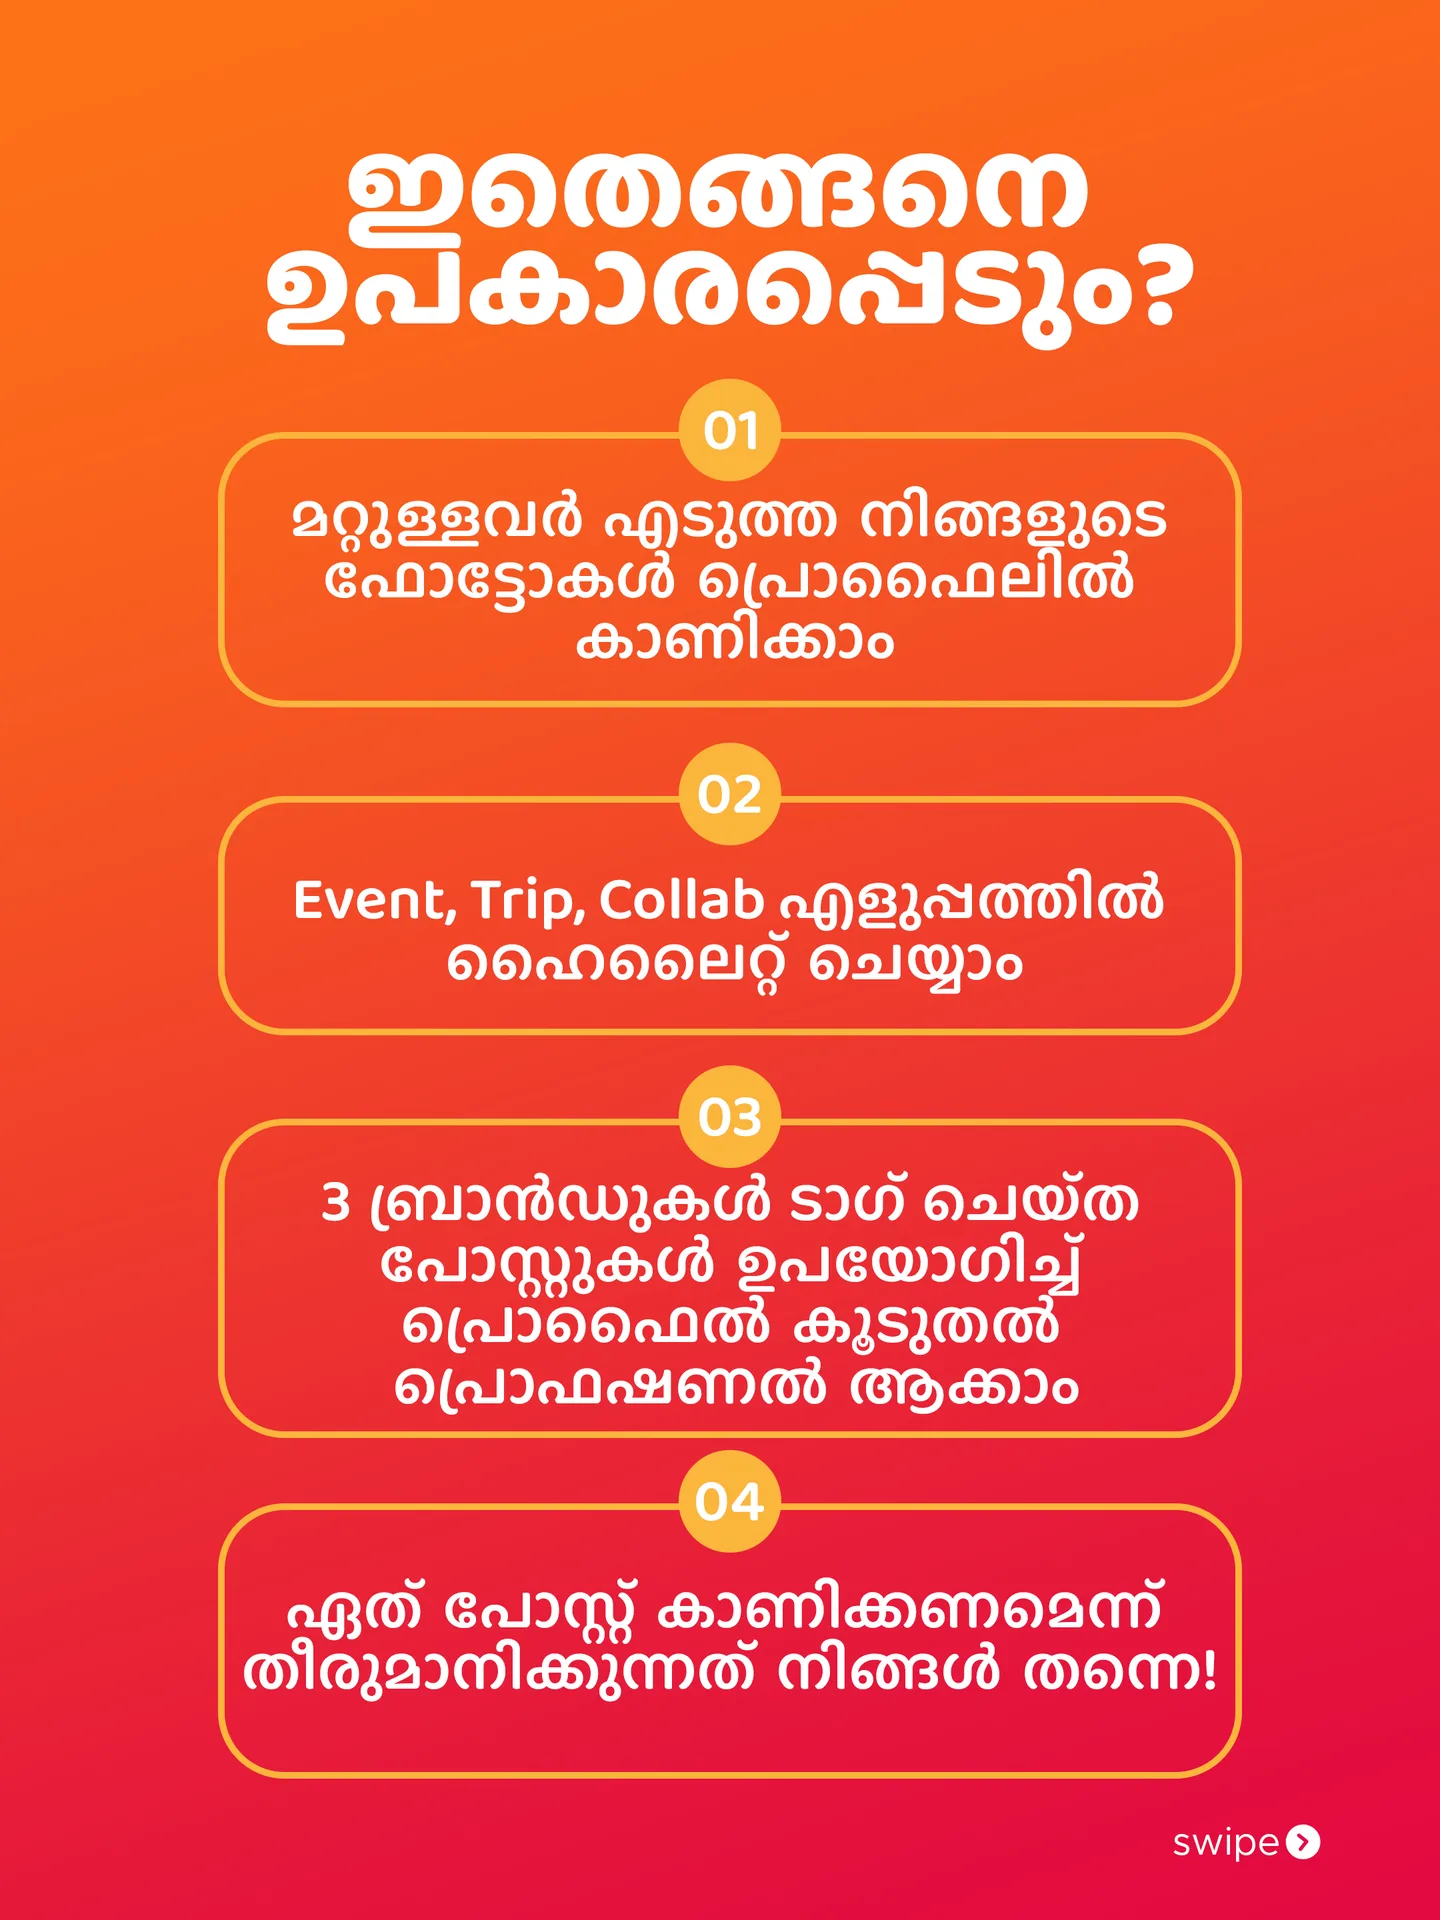 ഇതെങ്ങനെ
ഉപകാരപ്പെടും?
01
മറ്റുള്ളവർ എടുത്ത നിങ്ങളുടെ
ഫോട്ടോകൾ പ്രൊഫൈലിൽ
കാണിക്കാം
02
Event, Trip, Collab എളുപ്പത്തിൽ
ഹൈലൈറ്റ് ചെയ്യാം
03
3 ബ്രാൻഡുകൾ ടാഗ് ചെയ്ത
പോസ്റ്റുകൾ ഉപയോഗിച്ച്
പ്രൊഫൈൽ കൂടുതൽ
പ്രൊഫഷണൽ ആക്കാം
04
ഏത് പോസ്റ്റ് കാണിക്കണമെന്ന്
തീരുമാനിക്കുന്നത് നിങ്ങൾ തന്നെ!
swipe